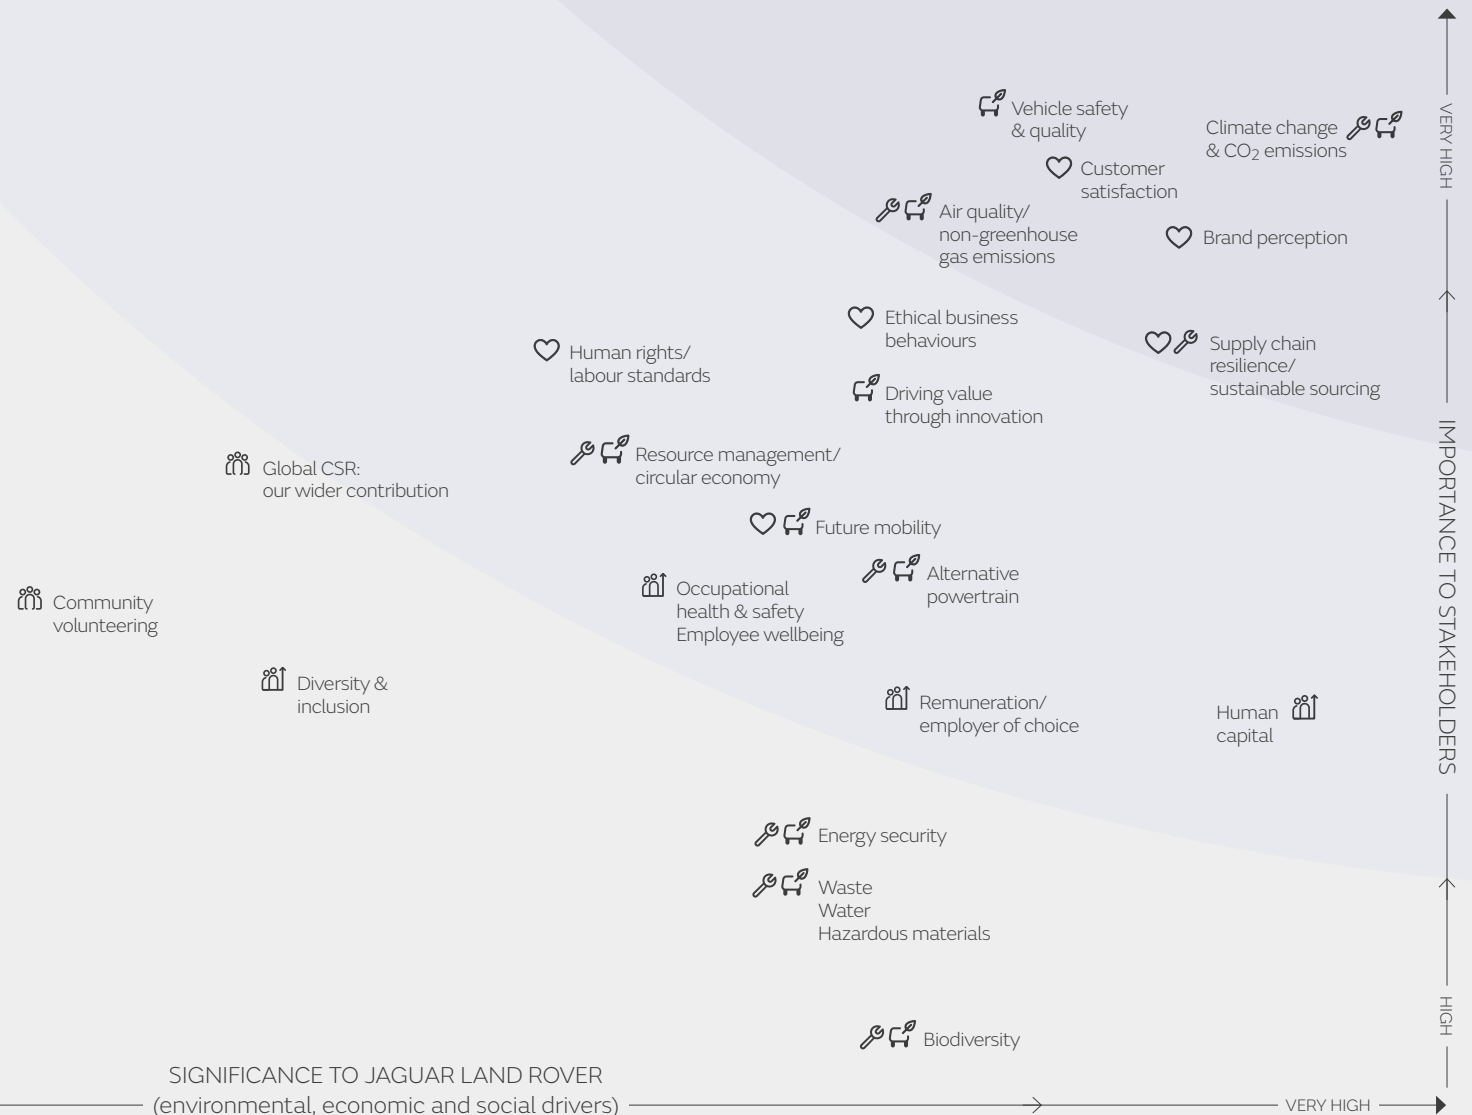 Vehicle safety
& quality
Climate change
& CO2 emissions
Customer
satisfaction
Air quality/
non-greenhouse
gas emissions
Brand perception
Ethical business
behaviours
Human rights/
labour standards
Supply chain
resilience/
sustainable sourcing
Driving value
through innovation
Resource management/
circular economy
Global CSR:
our wider contribution
Future mobility
Alternative
powertrain
Occupational
health & safety
Employee wellbeing
Community
volunteering
Diversity &
inclusion
Remuneration/
employer of choice
Human
capital
Energy security
Waste
Water
Hazardous materials
Biodiversity
VERY HIGH
IMPORTANCE TO STAKEHOLDERS
HIGH
SIGNIFICANCE TO JAGUAR LAND ROVER
(environmental, economic and social drivers)
VERY HIGH